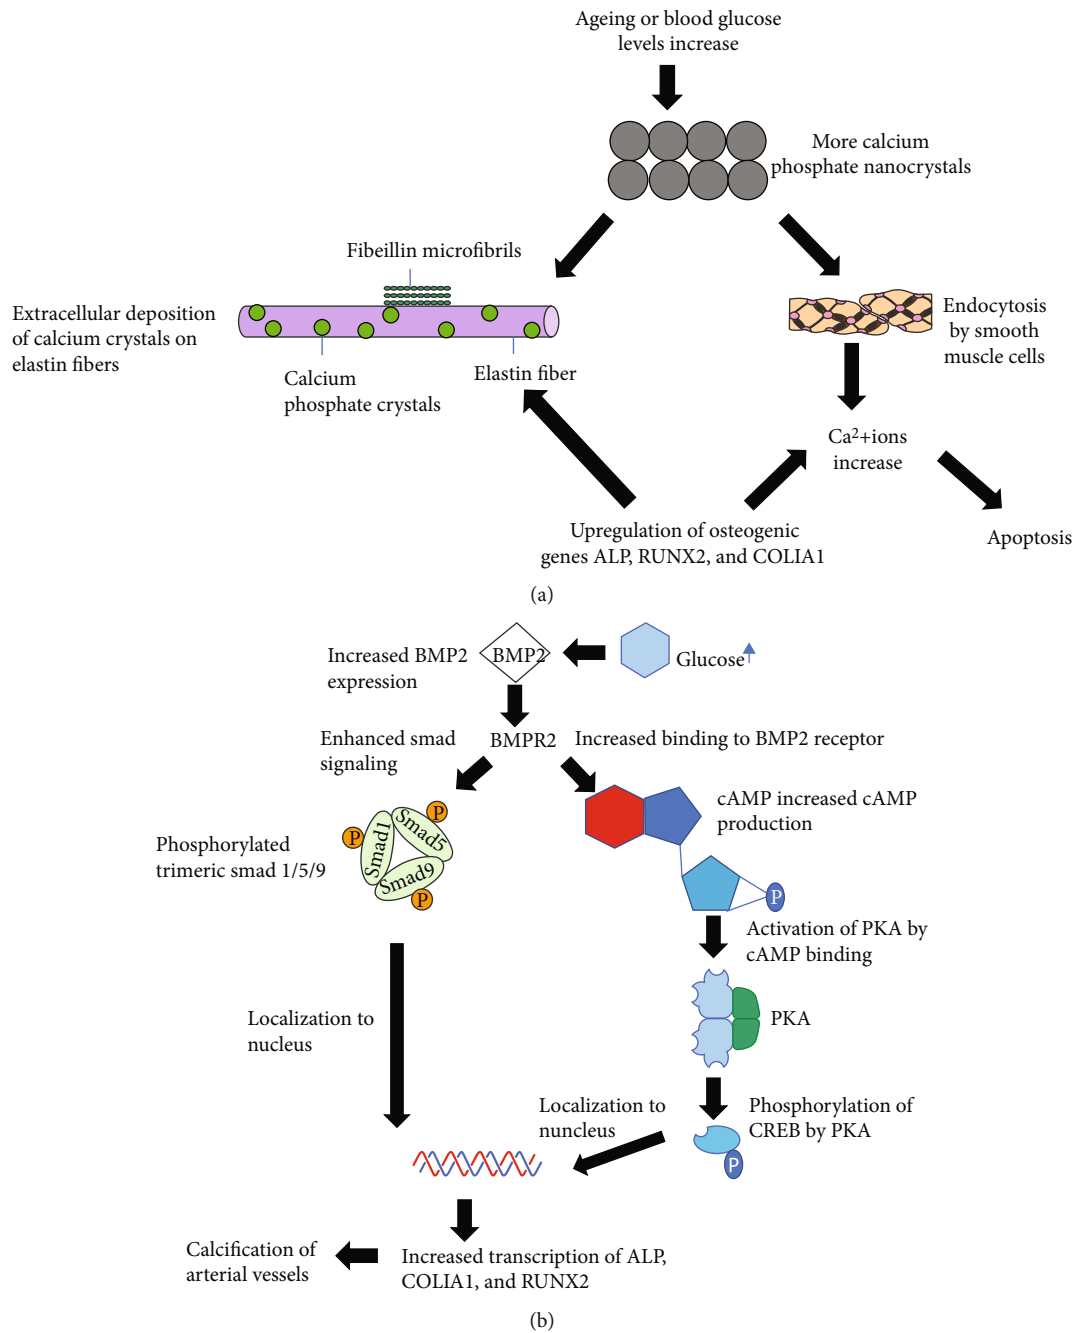 Ageing or blood glucose
levels increase
More calcium
phosphate nanocrystals
Fibeillin microfibrils
Extracellular deposition
of calcium crystals on
elastin fibers
Calcium
phosphate crystals
Elastin fiber
Endocytosis
by smooth
muscle cells
Ca²+ions
increase
Upregulation of osteogenic
genes ALP, RUNX2, and COLIA1
Apoptosis
(a)
Increased BMP2
expression
BMP2
Glucose
Enhanced smad
signaling
BMPR2
Increased binding to BMP2 receptor
Phosphorylated
trimeric smad 1/5/9
P
Smad1
P
Smad5
Smad9
P
cAMP increased cAMP
production
P
Activation of PKA by
cAMP binding
PKA
Localization to
nucleus
Localization to
nuncleus
Phosphorylation of
CREB by PKA
P
Calcification of
arterial vessels
Increased transcription of ALP,
COLIA1, and RUNX2
(b)